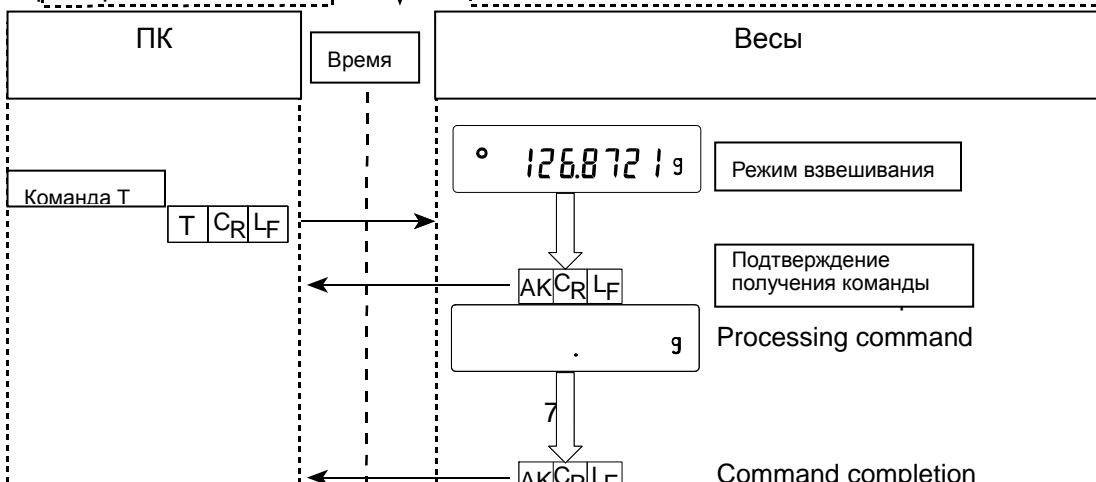 ПК
Время
Весы
126.8721 g
Режим взвешивания
Команда Т
T CR LF
Подтверждение
получения команды
AK CR LF
. g
Processing command
7
AK CR LF
Command completion